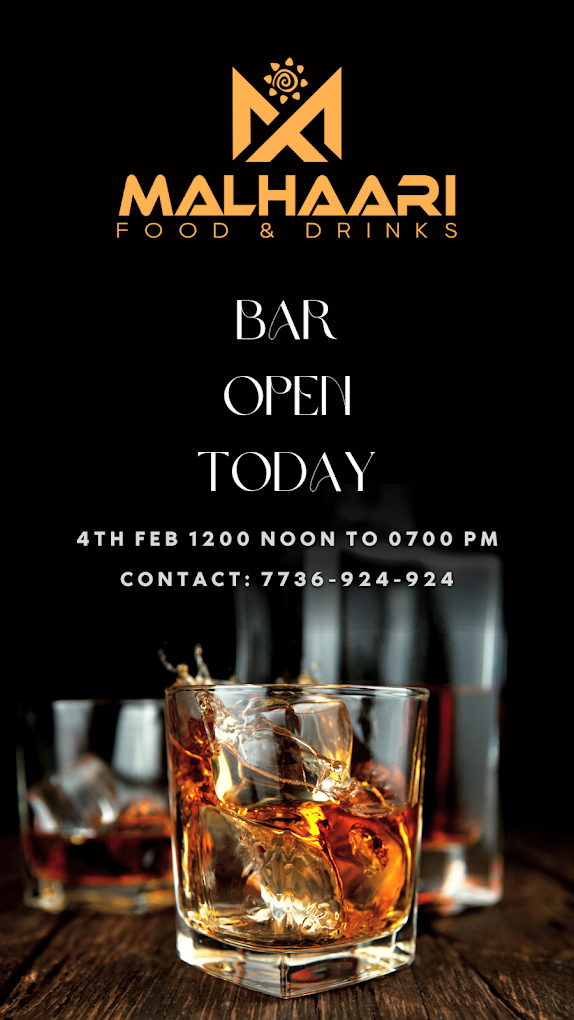 MALHAARI
FOOD & DRINKS
BAR
OPEN
TODAY
4TH FEB 1200 NOON TO 0700 PM
CONTACT: 7736-924-924